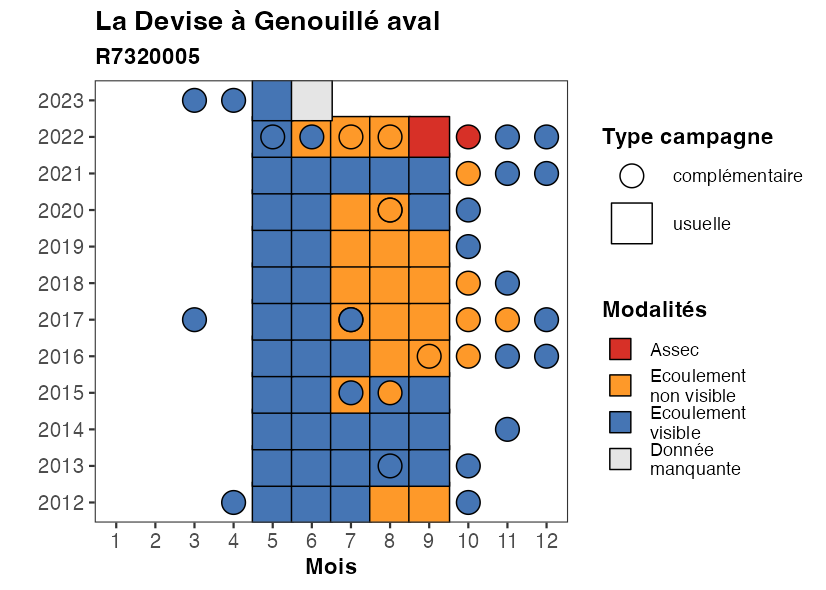 La Devise à Genouillé aval
R7320005
2023
2022
2021
2020
2019
2018
2017
2016
2015
2014
2013
2012
1 2 3 4 5 6 7 8 9 10 11 12
Mois
Type campagne
complémentaire
usuelle
Modalités
Assec
Ecoulement
non visible
Ecoulement
visible
Donnée
manquante